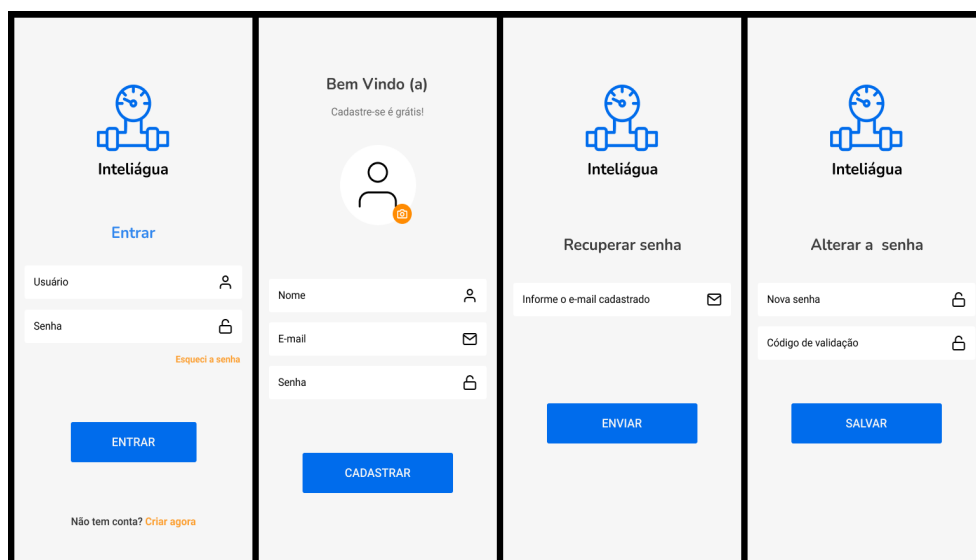 Inteliágua
Entrar
Usuário
Senha
Esqueci a senha
ENTRAR
Não tem conta? Criar agora
Bem Vindo (a)
Cadastre-se é grátis!
Nome
E-mail
Senha
CADASTRAR
Inteliágua
Recuperar senha
Informe o e-mail cadastrado
ENVIAR
Inteliágua
Alterar a senha
Nova senha
Código de validação
SALVAR